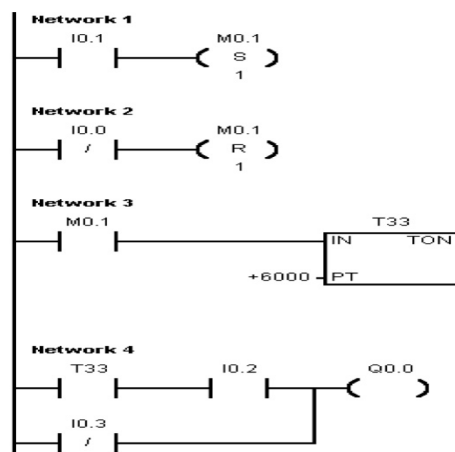 Network 1
I0.1 M0.1
S
1
Network 2
I0.0 M0.1
/ R
1
Network 3
M0.1 T33
IN TON
+6000 PT
Network 4
T33 I0.2 Q0.0
I0.3
/